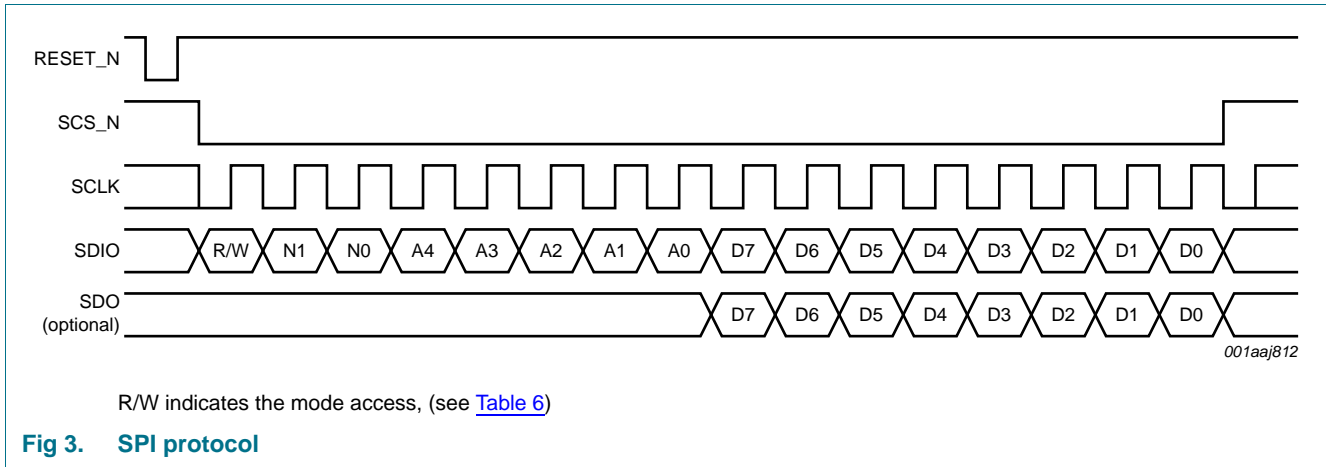 RESET_N
SCS_N
SCLK
SDIO R/W N1 N0 A4 A3 A2 A1 A0 D7 D6 D5 D4 D3 D2 D1 D0
SDO D7 D6 D5 D4 D3 D2 D1 D0
(optional)
001aaj812
R/W indicates the mode access, (see Table 6)
Fig 3. SPI protocol